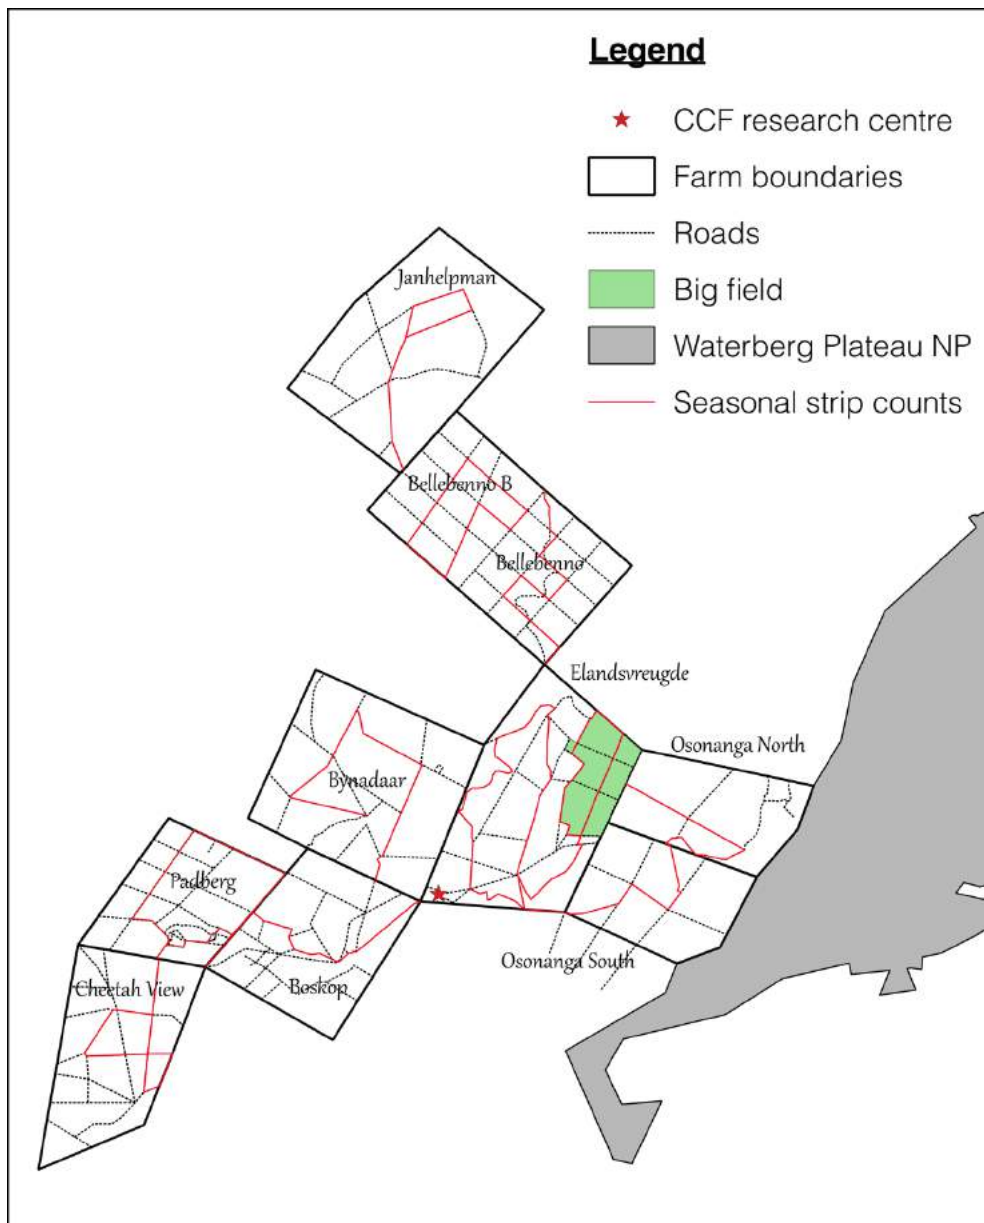 Legend
CCF research centre
Farm boundaries
Roads
Big field
Waterberg Plateau NP
Seasonal strip counts
Janhelpman
Bellebenno B
Bellebenno
Elandsvreugde
Osonanga North
Bynadaar
Padberg
Osonanga South
Boskop
Cheetah View